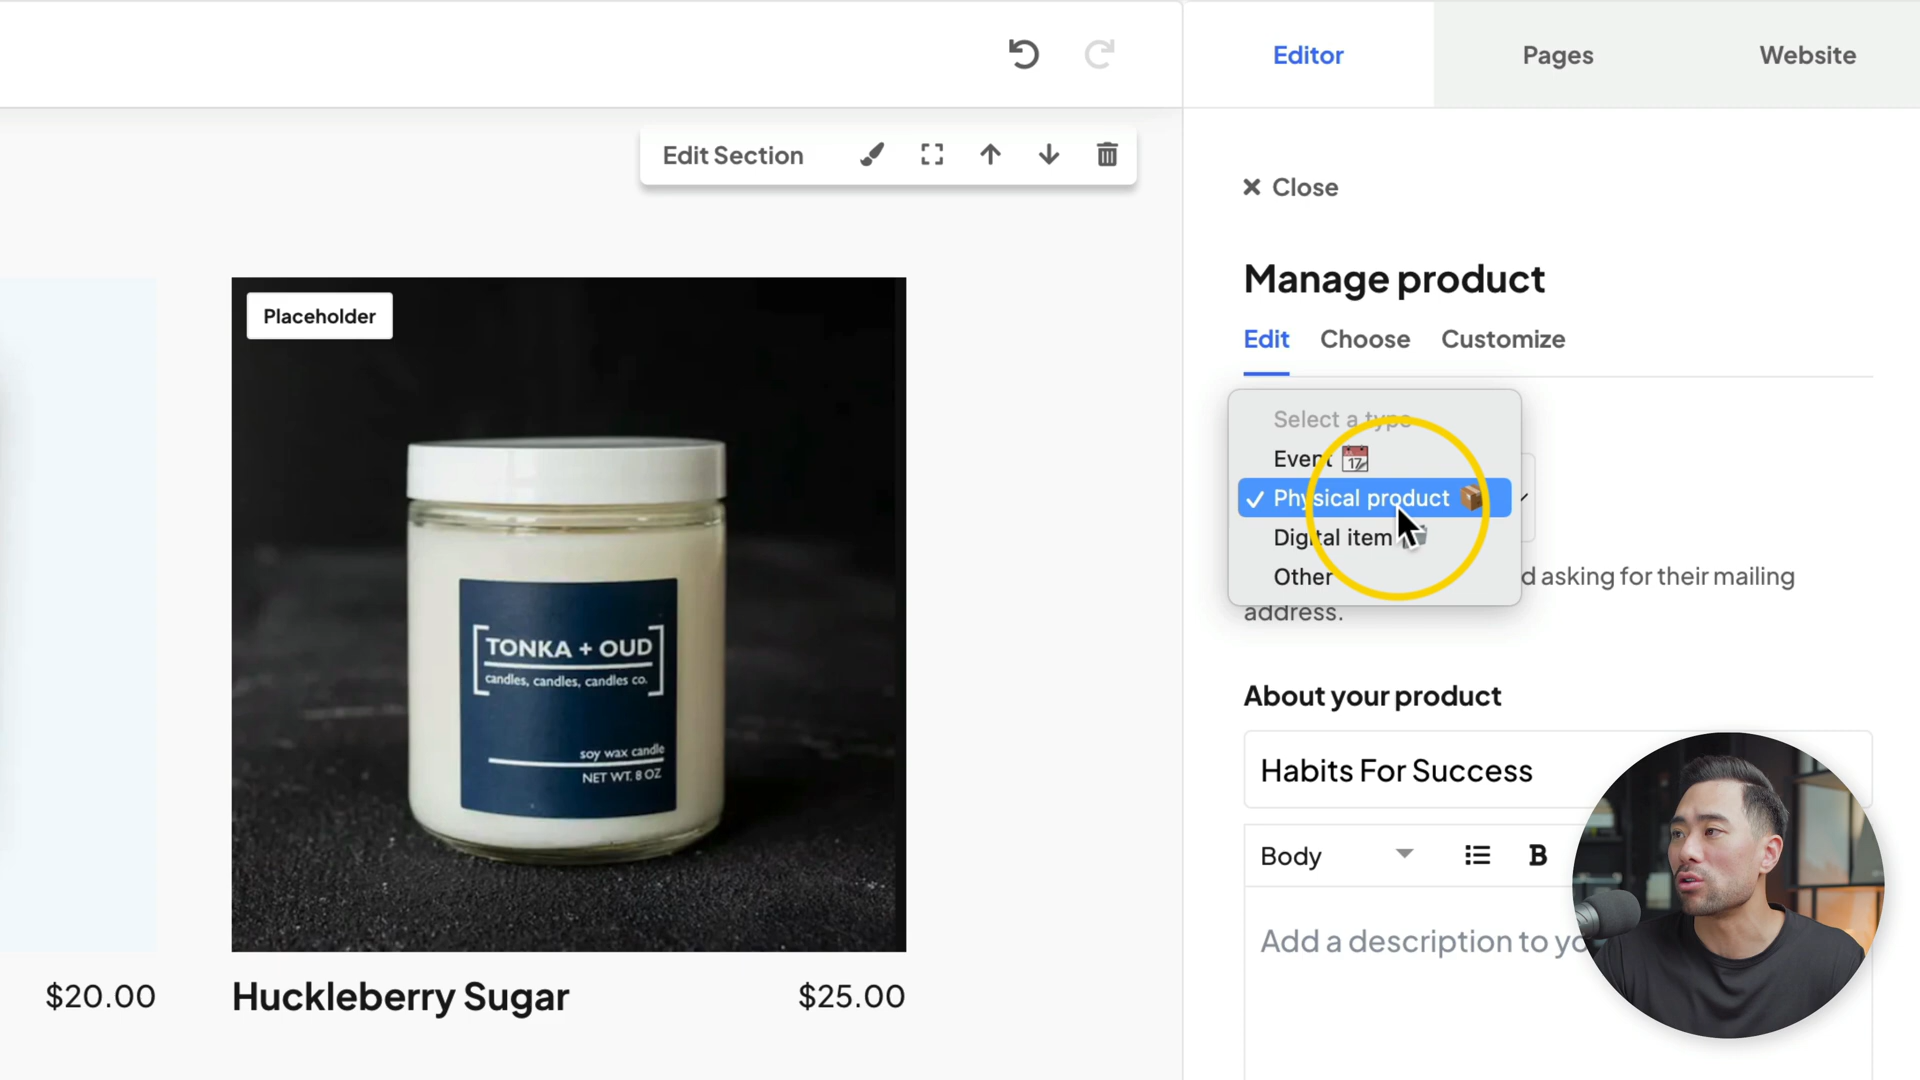 Editor
Pages
Website
Edit Section
Close
Manage product
Edit
Choose
Customize
Placeholder
Select a type
Event
Physical product
Digital item
Other
d asking for their mailing
address.
TONKA + OUD
candles, candles, candles co.
soy wax candle
NET WT. 8 OZ
About your product
Habits For Success
Body
B
Add a description to yo
$20.00
Huckleberry Sugar
$25.00